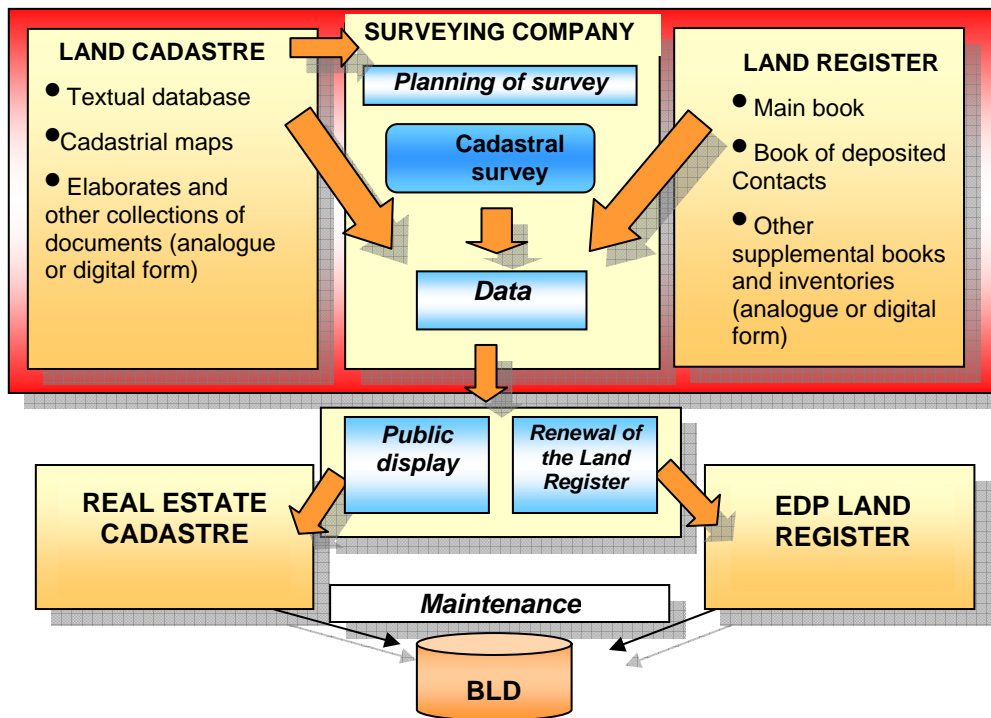 LAND CADASTRE
● Textual database
●Cadastrial maps
● Elaborates and
other collections of
documents (analogue
or digital form)
SURVEYING COMPANY
Planning of survey
Cadastral
survey
Data
LAND REGISTER
● Main book
● Book of deposited
Contacts
● Other
supplemental books
and inventories
(analogue or digital
form)
Public
display
Renewal of
the Land
Register
REAL ESTATE
CADASTRE
EDP LAND
REGISTER
Maintenance
BLD